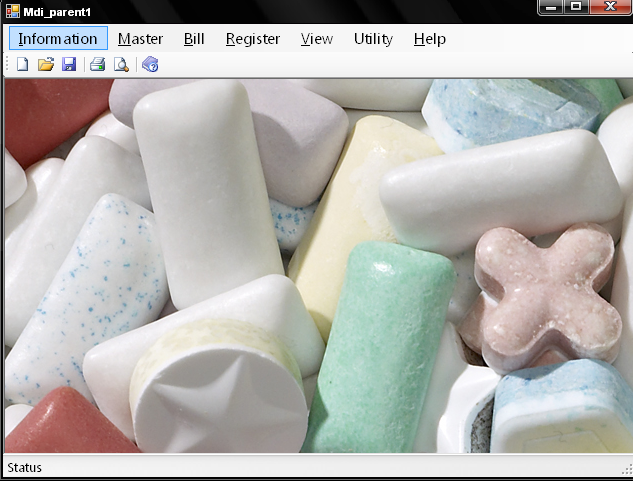 Mdi_parent1
Information Master Bill Register View Utility Help
Status